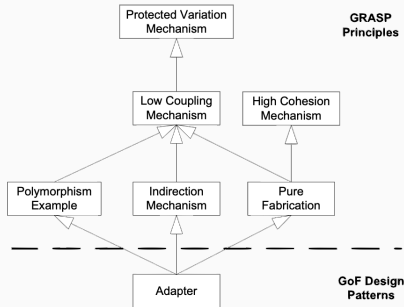 Protected Variation
Mechanism
GRASP
Principles
Low Coupling
Mechanism
High Cohesion
Mechanism
Polymorphism
Example
Indirection
Mechanism
Pure
Fabrication
Adapter
GoF Design
Patterns